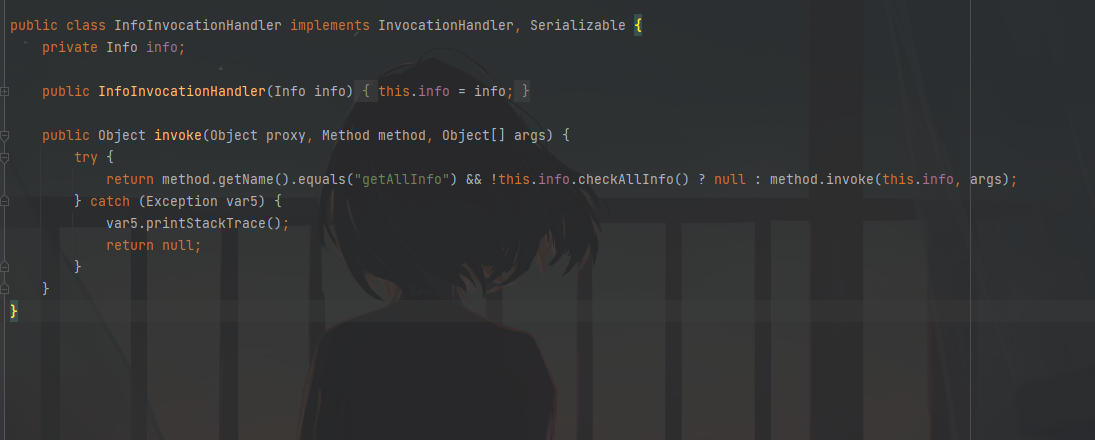 public class InfoInvocationHandler implements InvocationHandler, Serializable {
    private Info info;
    public InfoInvocationHandler(Info info) { this.info = info; }
    public Object invoke(Object proxy, Method method, Object[] args) {
        try {
            return method.getName().equals("getAllInfo") && !this.info.checkAllInfo() ? null : method.invoke(this.info, args);
        } catch (Exception var5) {
            var5.printStackTrace();
            return null;
        }
    }
}